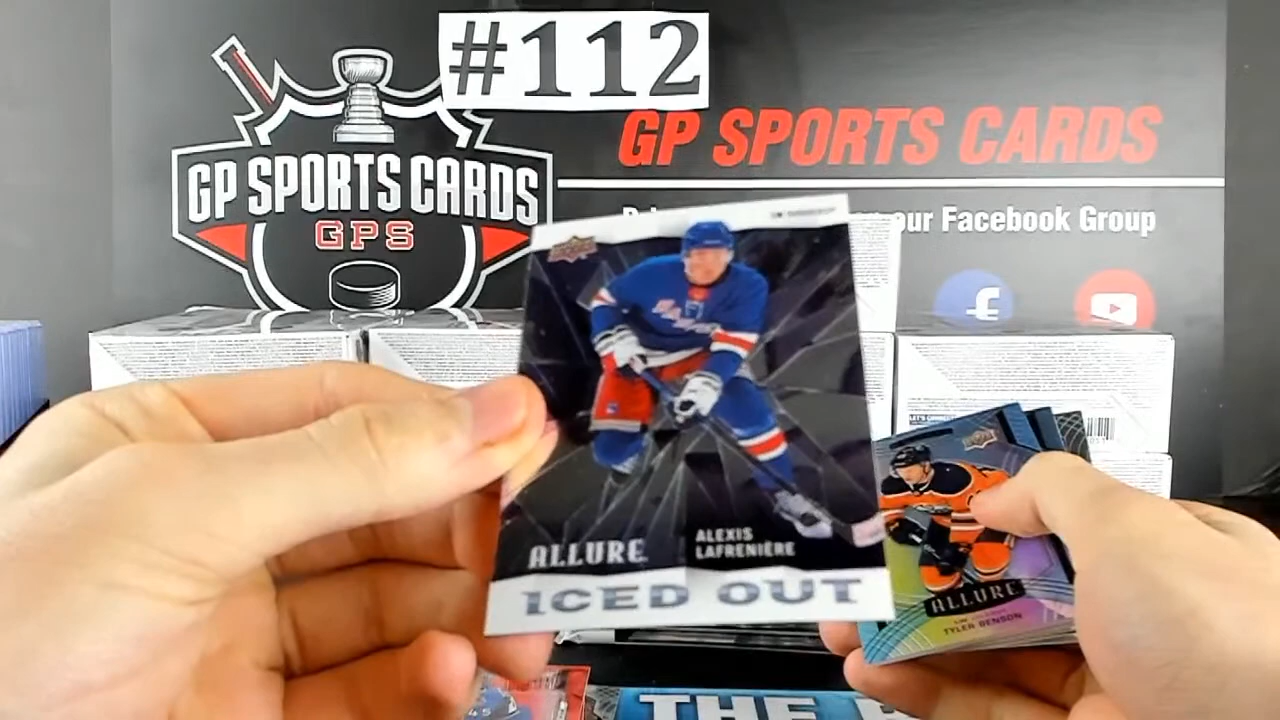 #112
GP SPORTS CARDS
GPS
GP SPORTS CARDS
our Facebook Group
f
ALEXIS
LAFRENIÈRE
ALLURE
ICED OUT
ALLURE
TYLER BENSON
THE